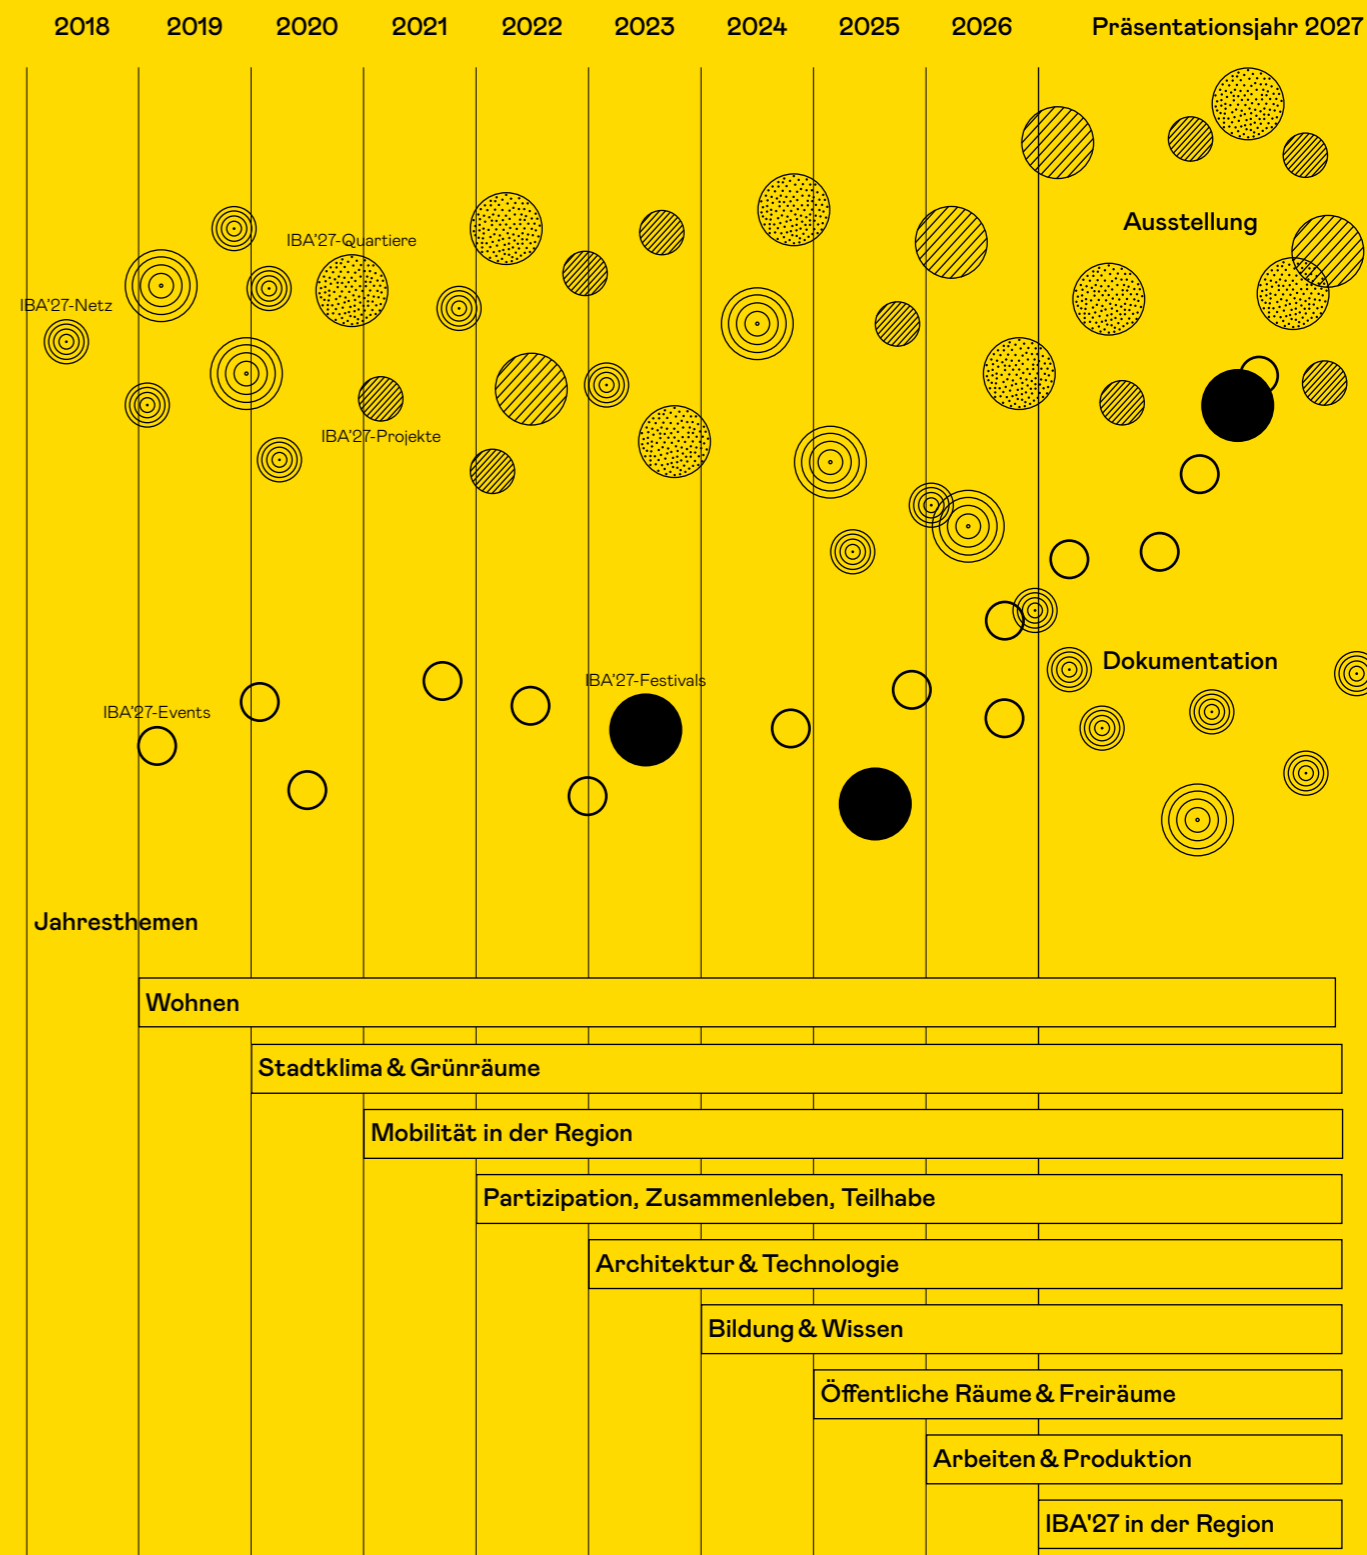 2018 2019 2020 2021 2022 2023 2024 2025 2026 Präsentationsjahr 2027
Ausstellung
IBA'27-Quartiere
IBA'27-Netz
IBA'27-Projekte
Dokumentation
IBA'27-Festivals
IBA'27-Events
Jahresthemen
Wohnen
Stadtklima & Grünräume
Mobilität in der Region
Partizipation, Zusammenleben, Teilhabe
Architektur & Technologie
Bildung & Wissen
Öffentliche Räume & Freiräume
Arbeiten & Produktion
IBA'27 in der Region